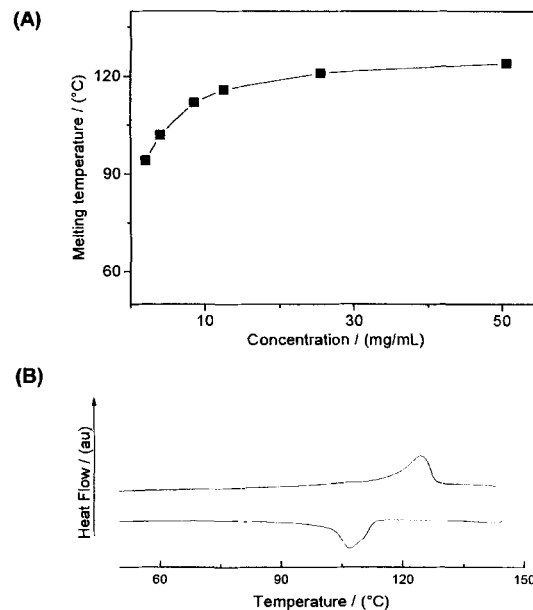 (A)
120
90
60
Melting temperature / (°C)
10 30 50
Concentration / (mg/mL)
(B)
Heat Flow / (au)
60 90 120 150
Temperature / (°C)